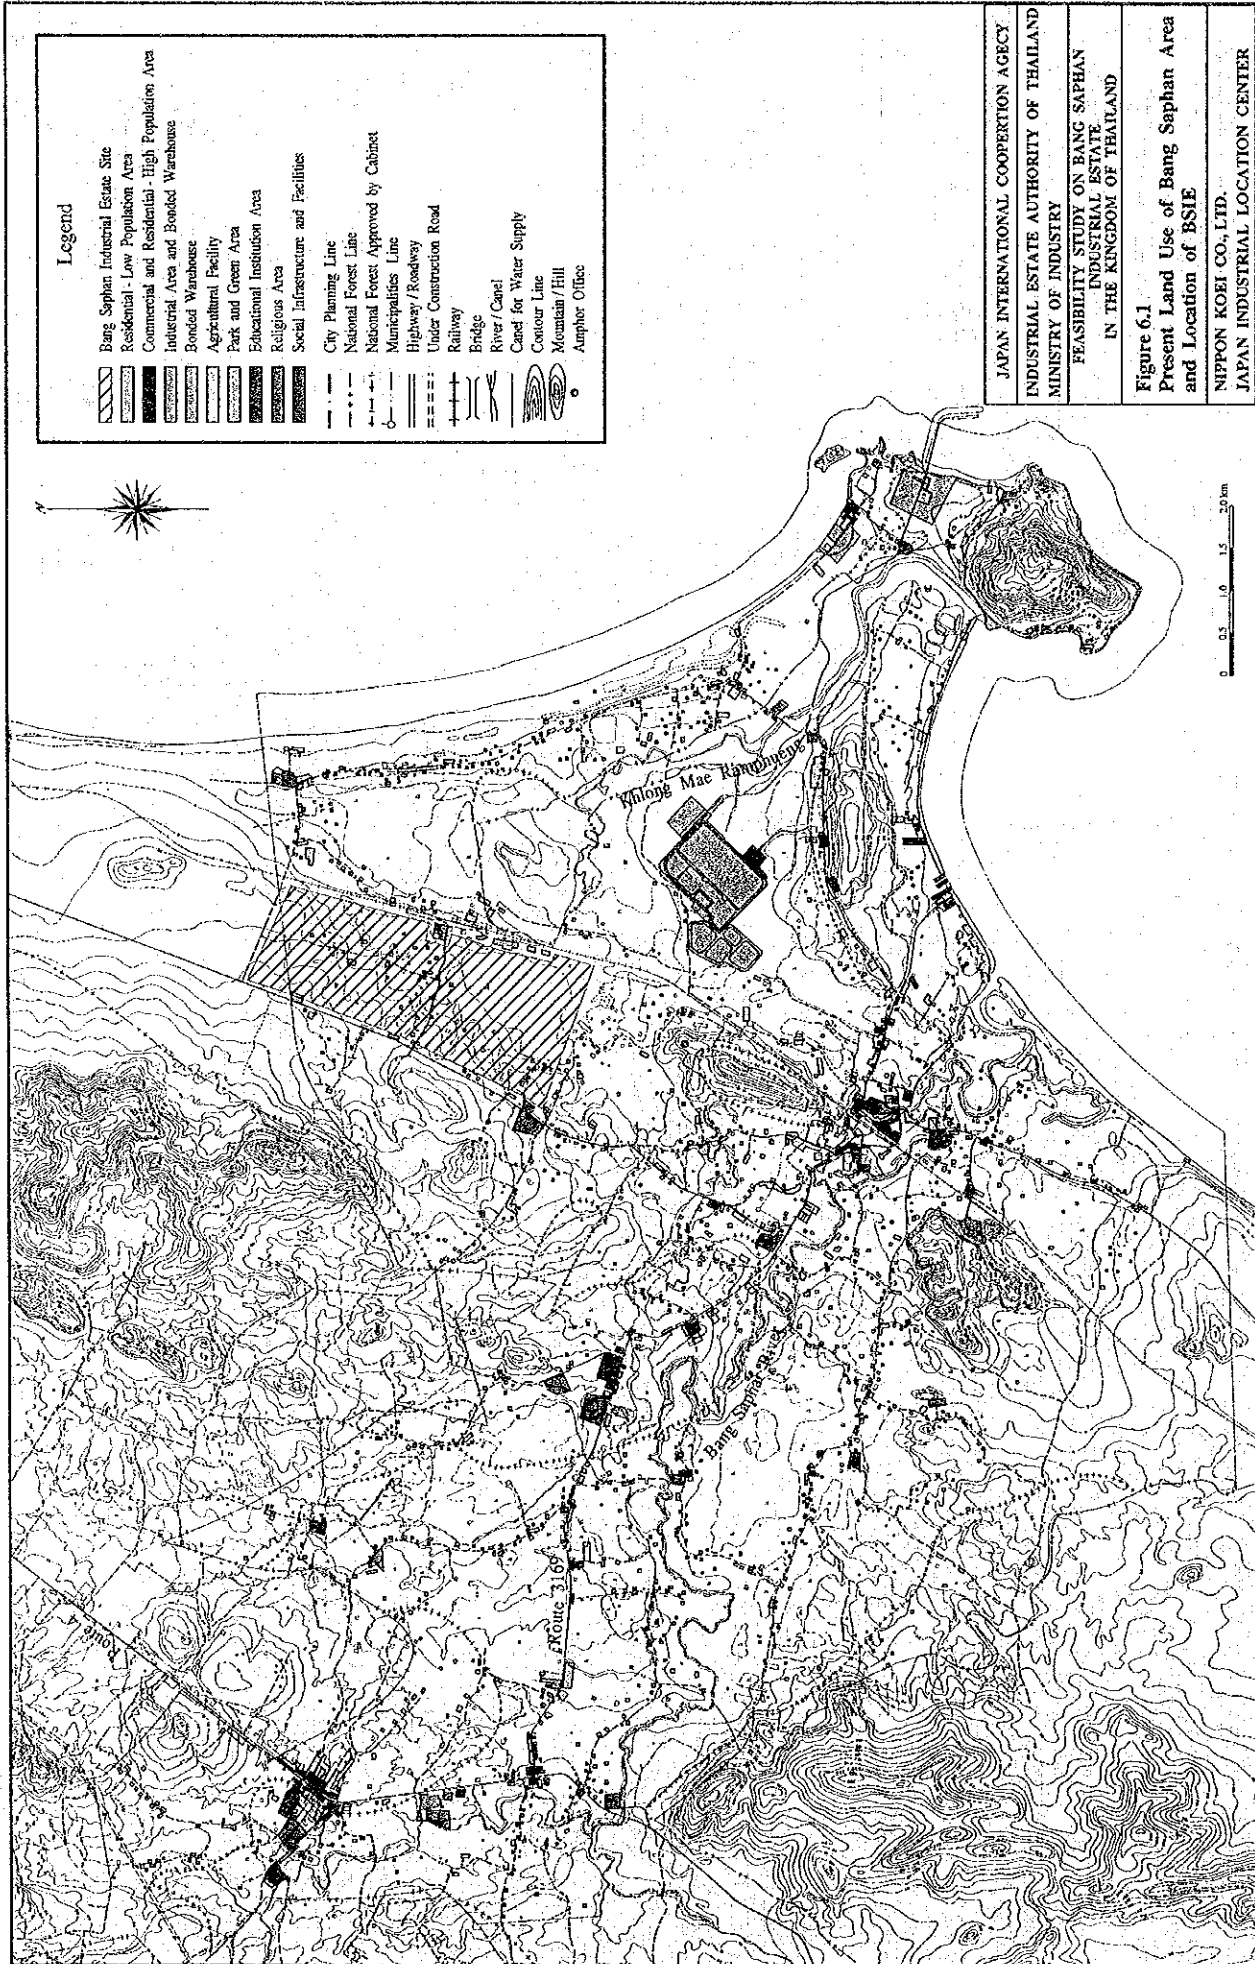 Legend
Bang Saphan Industrial Estate Site
Residential - Low Population Area
Commercial and Residential - High Population Area
Industrial Area and Bonded Warehouse
Bonded Warehouse
Agricultural Facility
Park and Green Area
Educational Institution Area
Religious Area
Social Infrastructure and Facilities
City Planning Line
National Forest Line
National Forest Approved by Cabinet
Municipalities Line
Highway / Roadway
Under Construction Road
Railway
Bridge
River / Canel
Canel for Water Supply
Contour Line
Mountain / Hill
Amphor Office
N
Route 4
Route 3169
Bang Saphan River
Khlong Mae Ramphueng
0 0.5 1.0 1.5 2.0 km
JAPAN INTERNATIONAL COOPERTION AGECY
INDUSTRIAL ESTATE AUTHORITY OF THAILAND
MINISTRY OF INDUSTRY
FEASIBILITY STUDY ON BANG SAPHAN
INDUSTRIAL ESTATE
IN THE KINGDOM OF THAILAND
Figure 6.1
Present Land Use of Bang Saphan Area
and Location of BSIE
NIPPON KOEI CO., LTD.
JAPAN INDUSTRIAL LOCATION CENTER